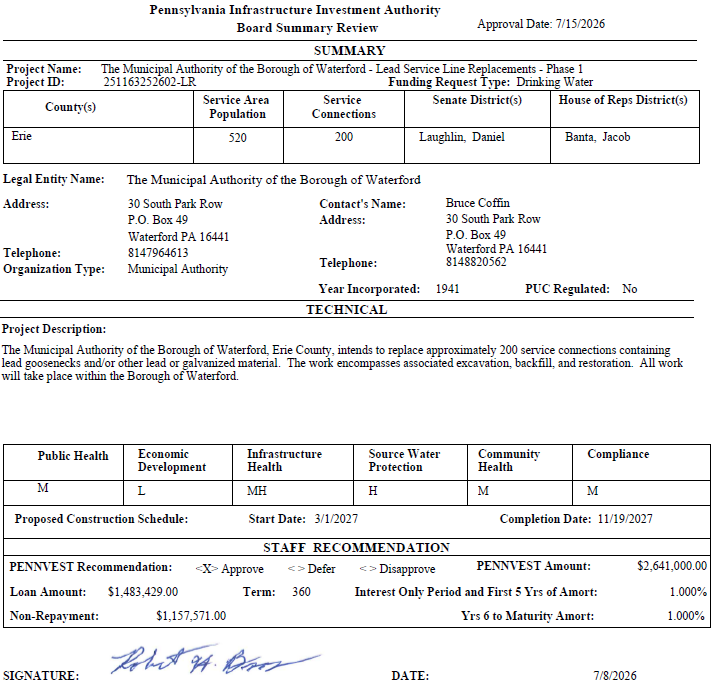 Pennsylvania Infrastructure Investment Authority
Board Summary Review
Approval Date: 7/15/2026
SUMMARY
Project Name: The Municipal Authority of the Borough of Waterford - Lead Service Line Replacements - Phase 1
Project ID: 251163252602-LR Funding Request Type: Drinking Water
County(s) Service Area Population Service Connections Senate District(s) House of Reps District(s)
Erie 520 200 Laughlin, Daniel Banta, Jacob
Legal Entity Name: The Municipal Authority of the Borough of Waterford
Address: 30 South Park Row
P.O. Box 49
Waterford PA 16441
Telephone: 8147964613
Organization Type: Municipal Authority
Contact's Name: Bruce Coffin
Address: 30 South Park Row
P.O. Box 49
Waterford PA 16441
Telephone: 8148820562
Year Incorporated: 1941 PUC Regulated: No
TECHNICAL
Project Description:
The Municipal Authority of the Borough of Waterford, Erie County, intends to replace approximately 200 service connections containing
lead goosenecks and/or other lead or galvanized material. The work encompasses associated excavation, backfill, and restoration. All work
will take place within the Borough of Waterford.
Public Health Economic Development Infrastructure Health Source Water Protection Community Health Compliance
M L MH H M M
Proposed Construction Schedule: Start Date: 3/1/2027 Completion Date: 11/19/2027
STAFF RECOMMENDATION
PENNVEST Recommendation: <X> Approve < > Defer < > Disapprove PENNVEST Amount: $2,641,000.00
Loan Amount: $1,483,429.00 Term: 360 Interest Only Period and First 5 Yrs of Amort: 1.000%
Non-Repayment: $1,157,571.00 Yrs 6 to Maturity Amort: 1.000%
SIGNATURE: DATE: 7/8/2026